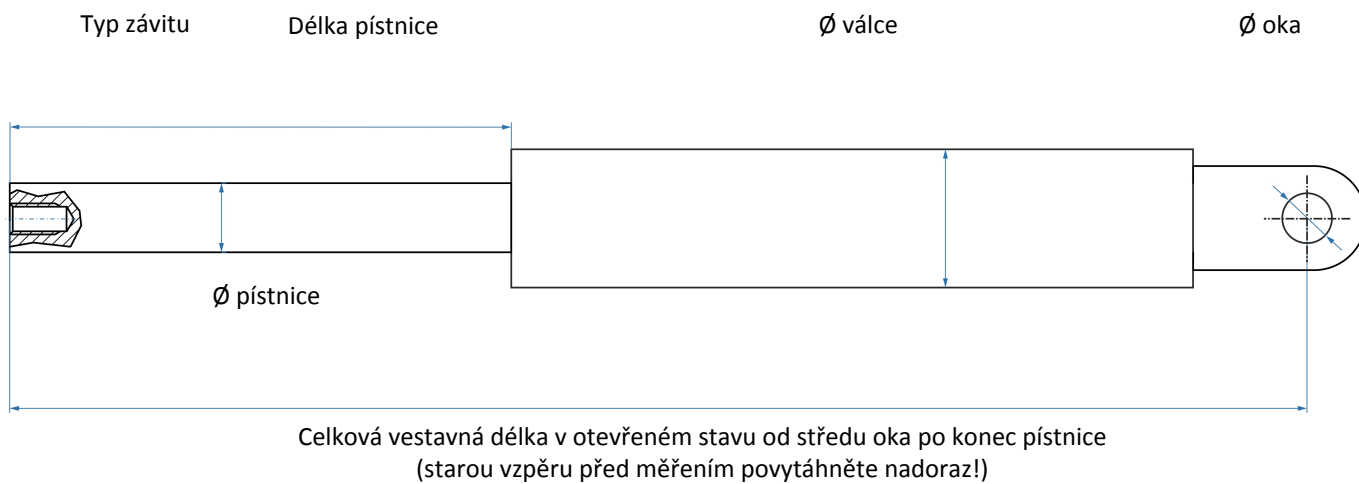 Typ závitu
Délka pístnice
Ø válce
Ø oka
Ø pístnice
Celková vestavná délka v otevřeném stavu od středu oka po konec pístnice
(starou vzpěru před měřením povytáhněte nadoraz!)